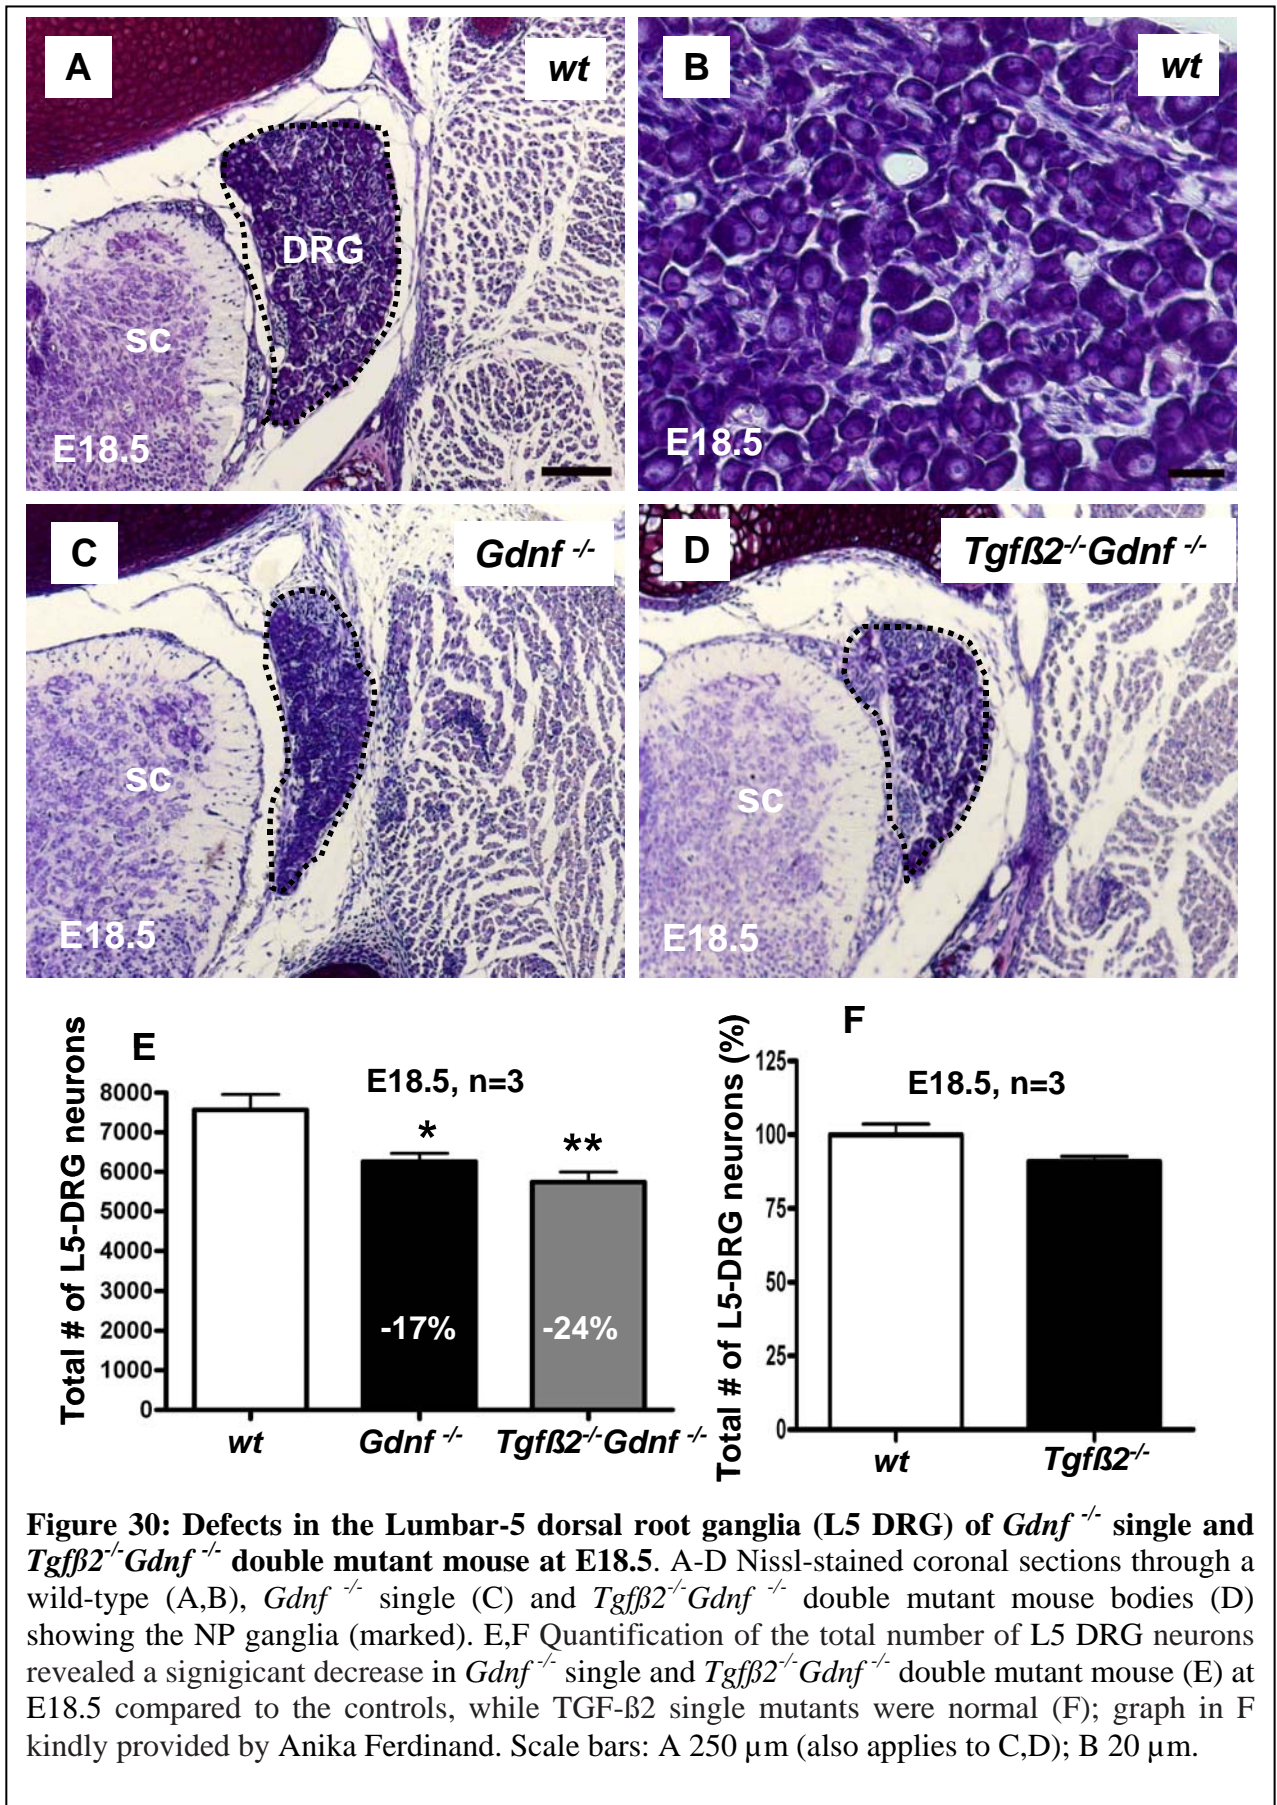 A
wt
DRG
SC
E18.5
B
wt
E18.5
C
Gdnf -/-
SC
E18.5
D
Tgfß2-/-Gdnf -/-
SC
E18.5
E
E18.5, n=3
Total # of L5-DRG neurons
8000
7000
6000
5000
4000
3000
2000
1000
0
*
**
-17%
-24%
wt
Gdnf -/-
Tgfß2-/-Gdnf -/-
F
E18.5, n=3
Total # of L5-DRG neurons (%)
125
100
75
50
25
0
wt
Tgfß2-/-
Figure 30: Defects in the Lumbar-5 dorsal root ganglia (L5 DRG) of Gdnf -/- single and
Tgfβ2-/-Gdnf -/- double mutant mouse at E18.5. A-D Nissl-stained coronal sections through a
wild-type (A,B), Gdnf -/- single (C) and Tgfβ2-/-Gdnf -/- double mutant mouse bodies (D)
showing the NP ganglia (marked). E,F Quantification of the total number of L5 DRG neurons
revealed a signigicant decrease in Gdnf -/- single and Tgfβ2-/-Gdnf -/- double mutant mouse (E) at
E18.5 compared to the controls, while TGF-ß2 single mutants were normal (F); graph in F
kindly provided by Anika Ferdinand. Scale bars: A 250 µm (also applies to C,D); B 20 µm.